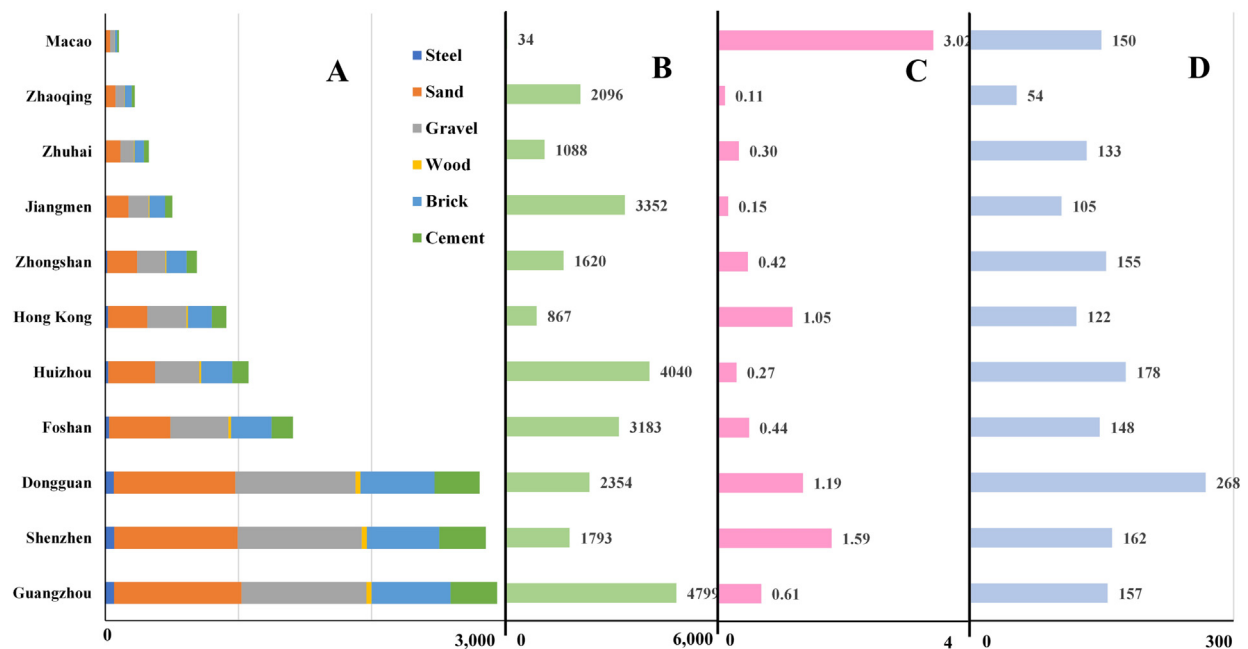 A
B
C
D
Steel
Sand
Gravel
Wood
Brick
Cement
Macao 34 3.02 150
Zhaoqing 2096 0.11 54
Zhuhai 1088 0.30 133
Jiangmen 3352 0.15 105
Zhongshan 1620 0.42 155
Hong Kong 867 1.05 122
Huizhou 4040 0.27 178
Foshan 3183 0.44 148
Dongguan 2354 1.19 268
Shenzhen 1793 1.59 162
Guangzhou 4799 0.61 157
0 3,000 0 6,000 0 4 0 300